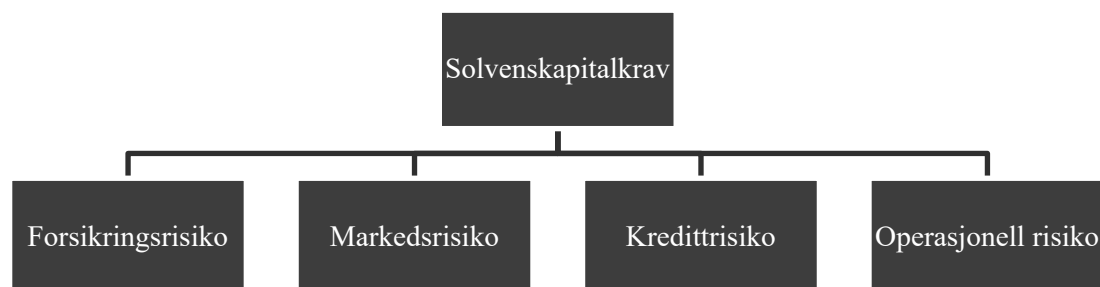 Solvenskapitalkrav
Forsikringsrisiko
Markedsrisiko
Kredittrisiko
Operasjonell risiko